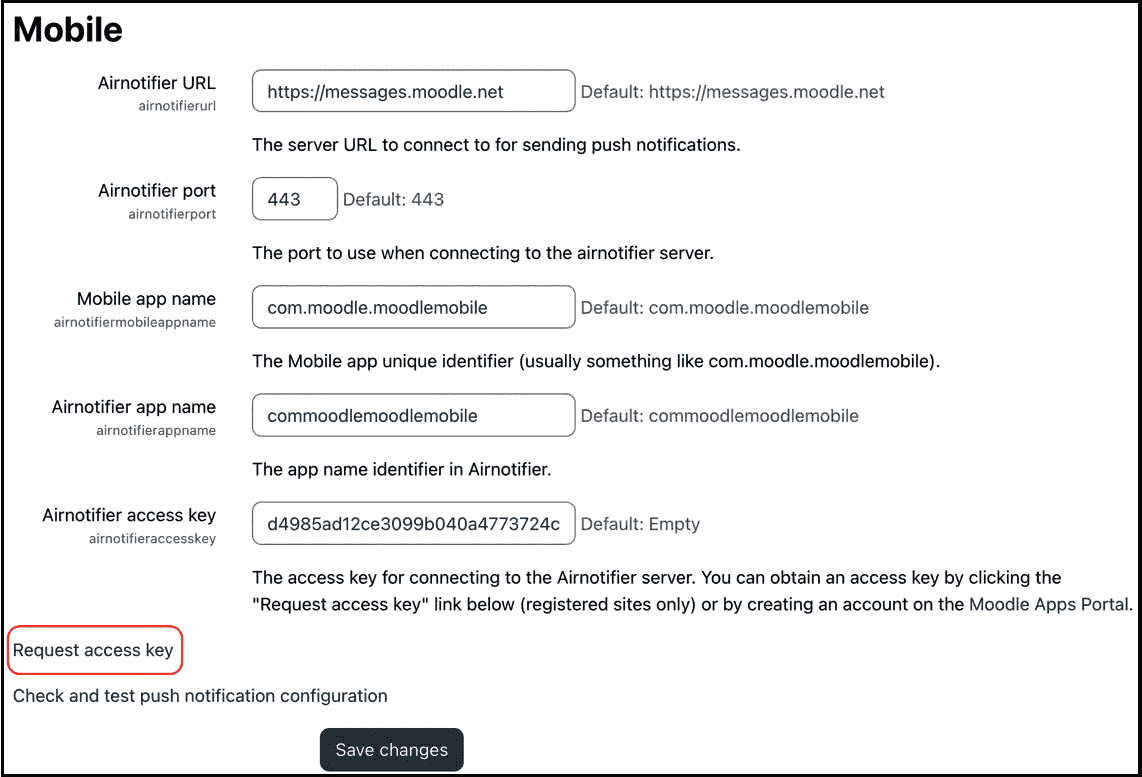 Mobile
Airnotifier URL
airnotifierurl
https://messages.moodle.net
Default: https://messages.moodle.net
The server URL to connect to for sending push notifications.
Airnotifier port
airnotifierport
443
Default: 443
The port to use when connecting to the airnotifier server.
Mobile app name
airnotifiermobileappname
com.moodle.moodlemobile
Default: com.moodle.moodlemobile
The Mobile app unique identifier (usually something like com.moodle.moodlemobile).
Airnotifier app name
airnotifierappname
commoodlemoodlemobile
Default: commoodlemoodlemobile
The app name identifier in Airnotifier.
Airnotifier access key
airnotifieraccesskey
d4985ad12ce3099b040a4773724c
Default: Empty
The access key for connecting to the Airnotifier server. You can obtain an access key by clicking the
"Request access key" link below (registered sites only) or by creating an account on the Moodle Apps Portal.
Request access key
Check and test push notification configuration
Save changes